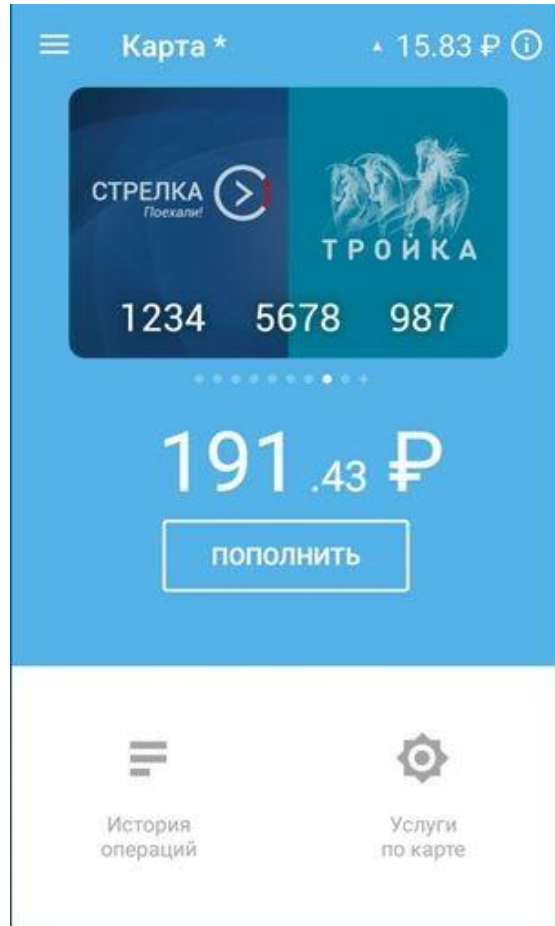 Карта * ▲ 15.83 ₽
СТРЕЛКА
Поехали!
ТРОЙКА
1234 5678 987
191.43 ₽
ПОПОЛНИТЬ
История
операций
Услуги
по карте